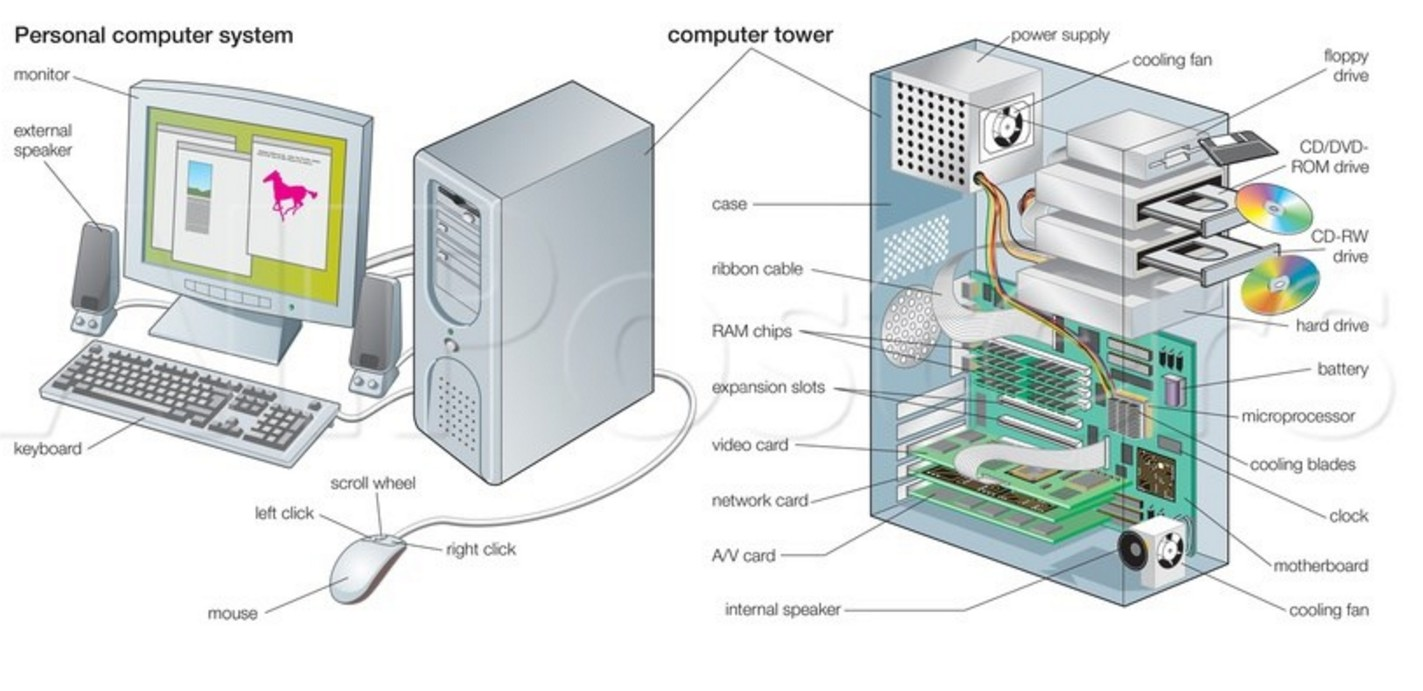 Personal computer system
monitor
external
speaker
keyboard
scroll wheel
left click
right click
mouse
computer tower
power supply
cooling fan
floppy
drive
CD/DVD-
ROM drive
case
CD-RW
drive
ribbon cable
hard drive
RAM chips
battery
expansion slots
microprocessor
video card
cooling blades
network card
clock
A/V card
motherboard
internal speaker
cooling fan
ALLPOSTERS